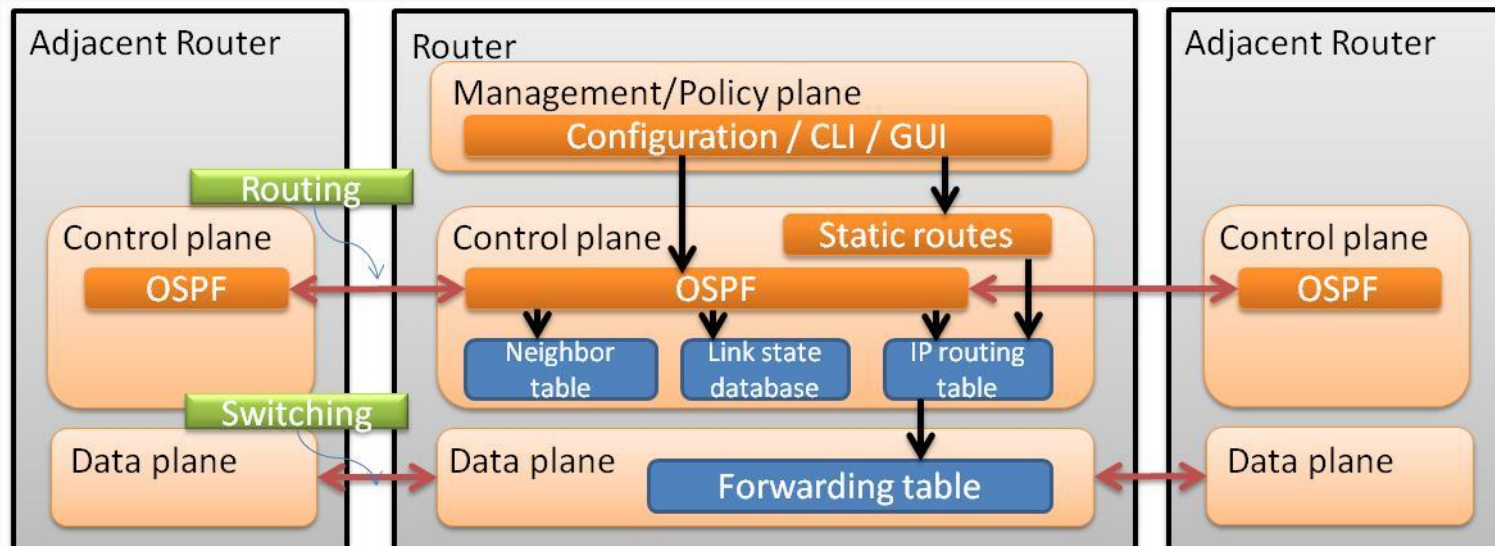 Adjacent Router
Router
Adjacent Router
Management/Policy plane
Configuration / CLI / GUI
Routing
Control plane
Control plane
Static routes
Control plane
OSPF
OSPF
OSPF
Neighbor
table
Link state
database
IP routing
table
Switching
Data plane
Data plane
Forwarding table
Data plane